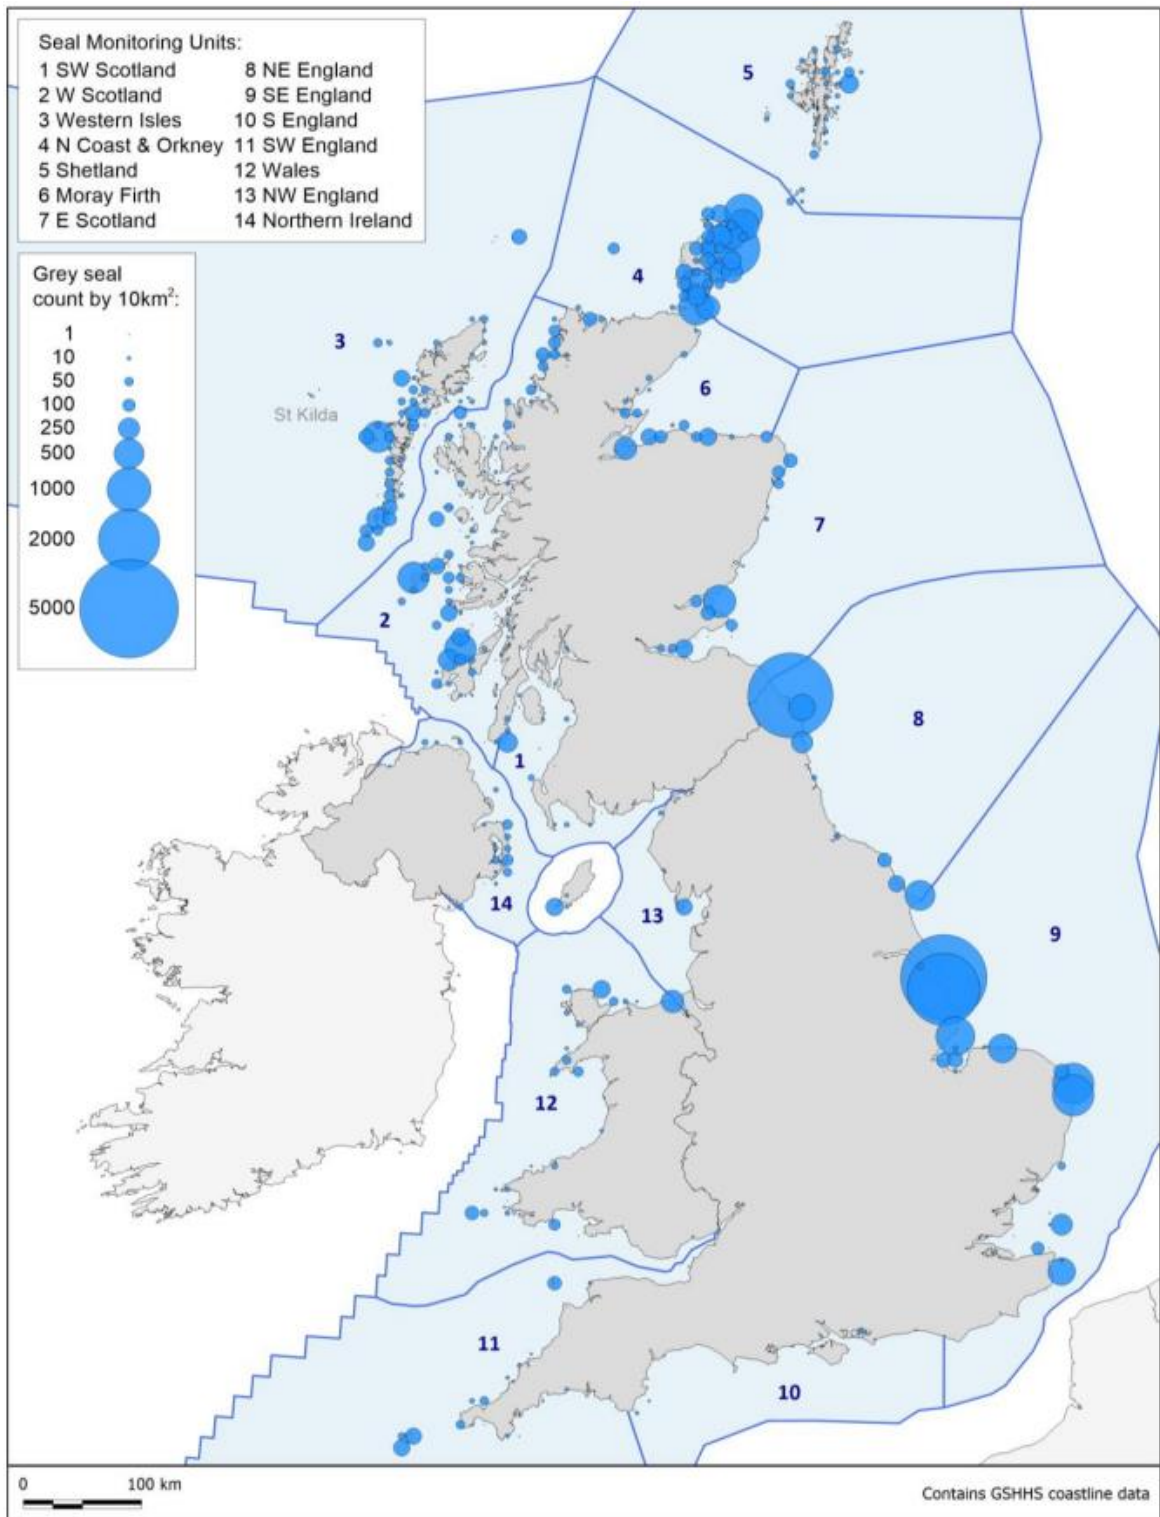 Seal Monitoring Units:
1 SW Scotland 8 NE England
2 W Scotland 9 SE England
3 Western Isles 10 S England
4 N Coast & Orkney 11 SW England
5 Shetland 12 Wales
6 Moray Firth 13 NW England
7 E Scotland 14 Northern Ireland
Grey seal
count by 10km²:
1
10
50
100
250
500
1000
2000
5000
5
4
3
St Kilda
6
7
2
8
1
14
13
9
12
11
10
0 100 km
Contains GSHHS coastline data